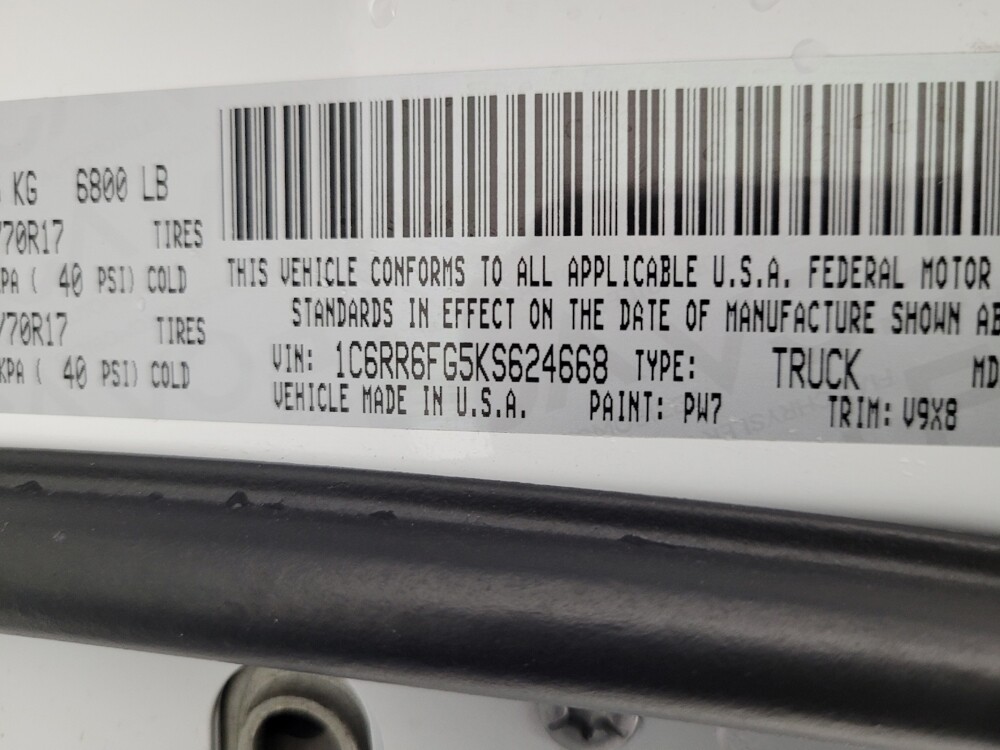 KG 6800 LB
/70R17 TIRES
KPA ( 40 PSI) COLD
/70R17 TIRES
KPA ( 40 PSI) COLD
THIS VEHICLE CONFORMS TO ALL APPLICABLE U.S.A. FEDERAL MOTOR
STANDARDS IN EFFECT ON THE DATE OF MANUFACTURE SHOWN AB
VIN: 1C6RR6FG5KS624668 TYPE: TRUCK MD
VEHICLE MADE IN U.S.A. PAINT: PW7 TRIM: V9X8